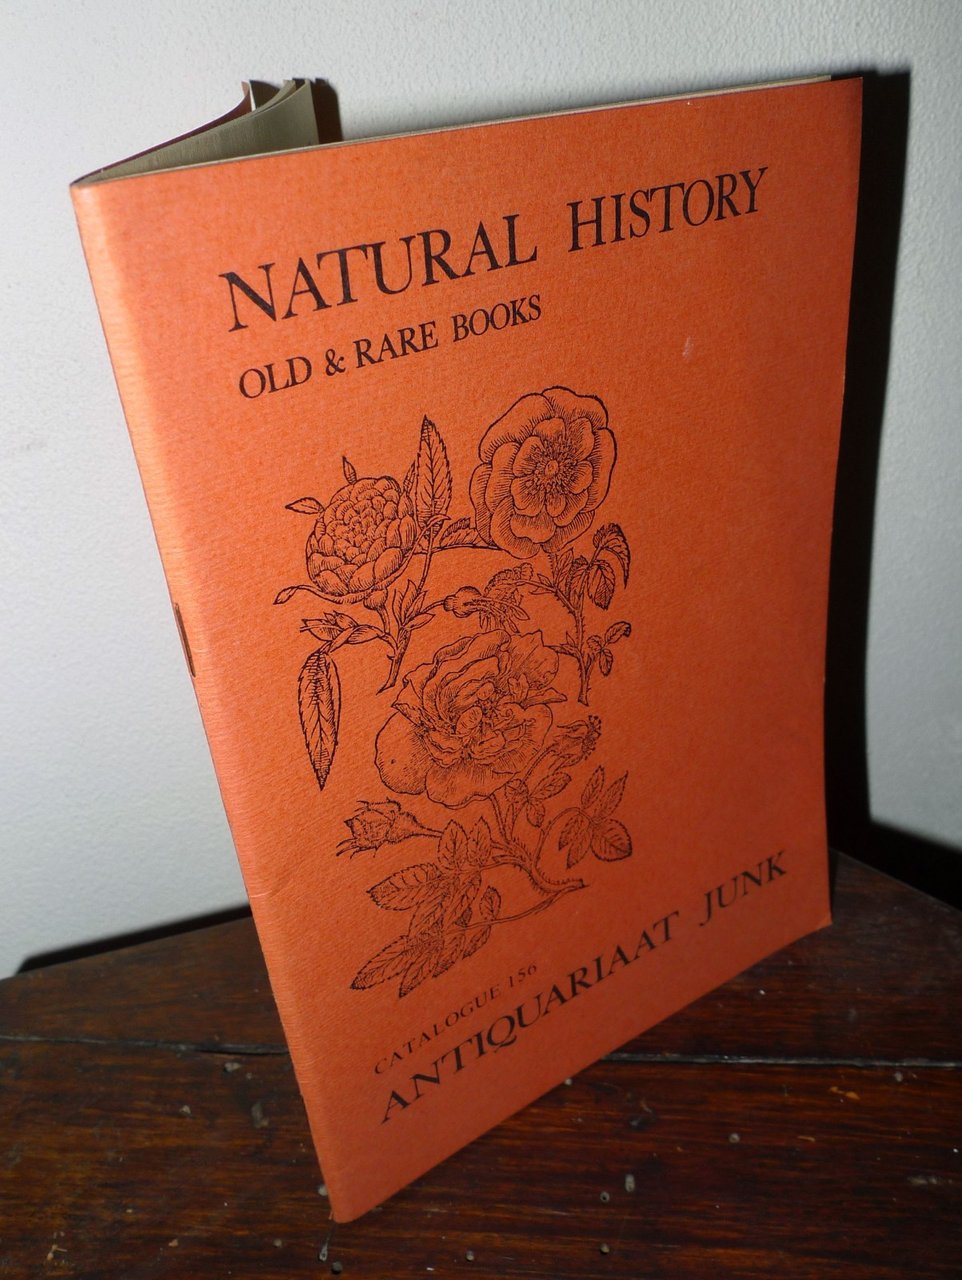 NATURAL HISTORY
OLD & RARE BOOKS
CATALOGUE 156
ANTIQUARIAAT JUNK